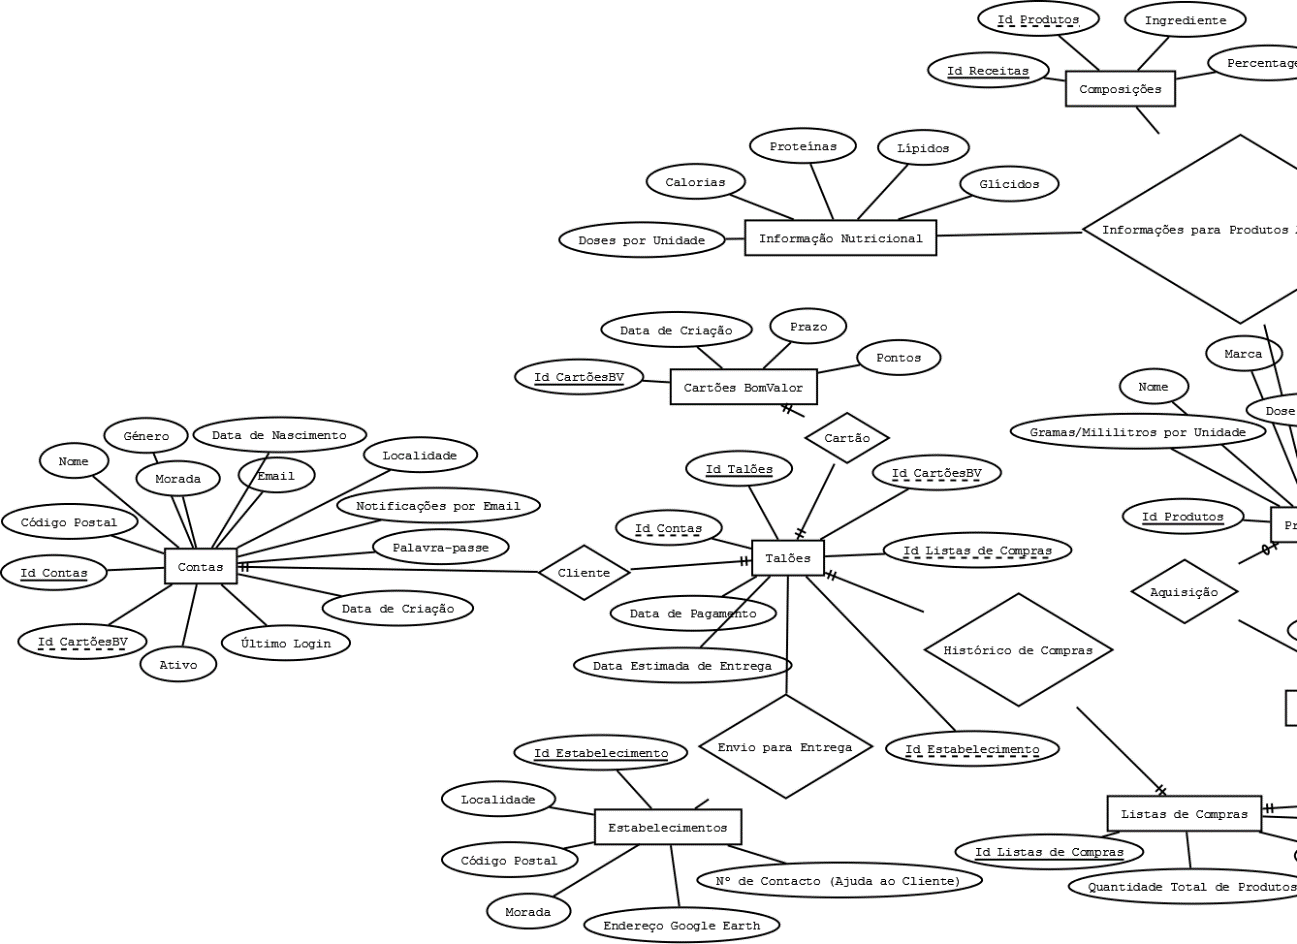 Id Produtos
Ingrediente
Id Receitas
Percentage
Composições
Proteínas
Lípidos
Calorias
Glícidos
Doses por Unidade
Informação Nutricional
Informações para Produtos
Data de Criação
Prazo
Id CartõesBV
Pontos
Cartões BomValor
Marca
Nome
Dose
Gramas/Mililitros por Unidade
Cartão
Género
Data de Nascimento
Nome
Morada
Email
Localidade
Id Talões
Id CartõesBV
Código Postal
Notificações por Email
Id Contas
Id Produtos
Pr
Palavra-passe
Id Listas de Compras
Contas
Talões
Id Contas
Cliente
Aquisição
Data de Criação
Data de Pagamento
Id CartõesBV
Último Login
Ativo
Data Estimada de Entrega
Histórico de Compras
Id Estabelecimento
Envio para Entrega
Id Estabelecimento
Localidade
Estabelecimentos
Listas de Compras
Código Postal
Id Listas de Compras
Nº de Contacto (Ajuda ao Cliente)
Quantidade Total de Produtos
Morada
Endereço Google Earth